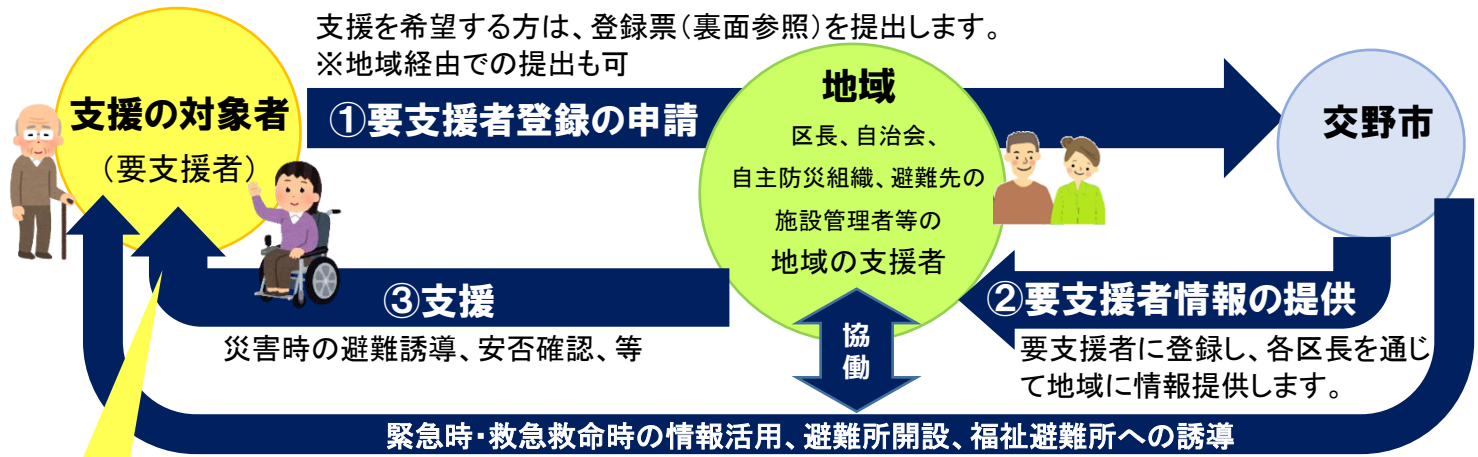 支援を希望する方は、登録票（裏面参照）を提出します。
※地域経由での提出も可
支援の対象者
（要支援者）
①要支援者登録の申請
地域
区長、自治会、
自主防災組織、避難先の
施設管理者等の
地域の支援者
交野市
②要支援者情報の提供
要支援者に登録し、各区長を通じ
て地域に情報提供します。
③支援
災害時の避難誘導、安否確認、等
協
働
緊急時・救急救命時の情報活用、避難所開設、福祉避難所への誘導